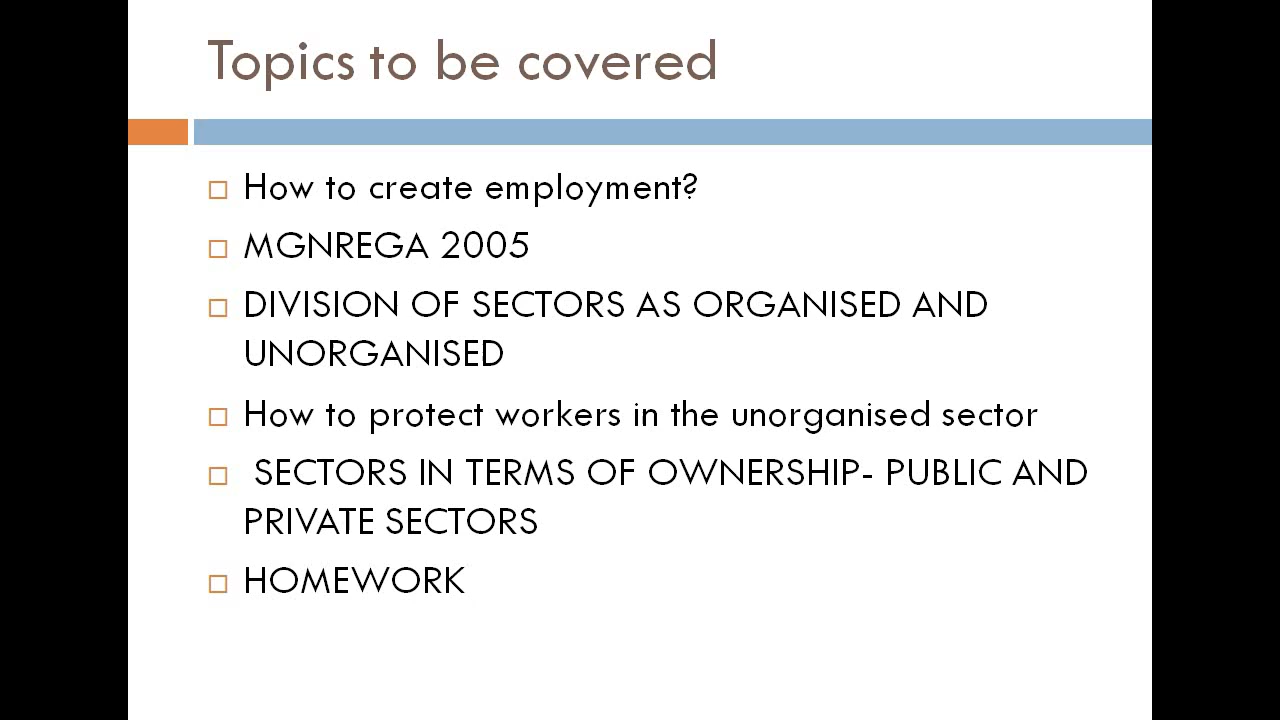 Topics to be covered
How to create employment?
MGNREGA 2005
DIVISION OF SECTORS AS ORGANISED AND
UNORGANISED
How to protect workers in the unorganised sector
SECTORS IN TERMS OF OWNERSHIP- PUBLIC AND
PRIVATE SECTORS
HOMEWORK